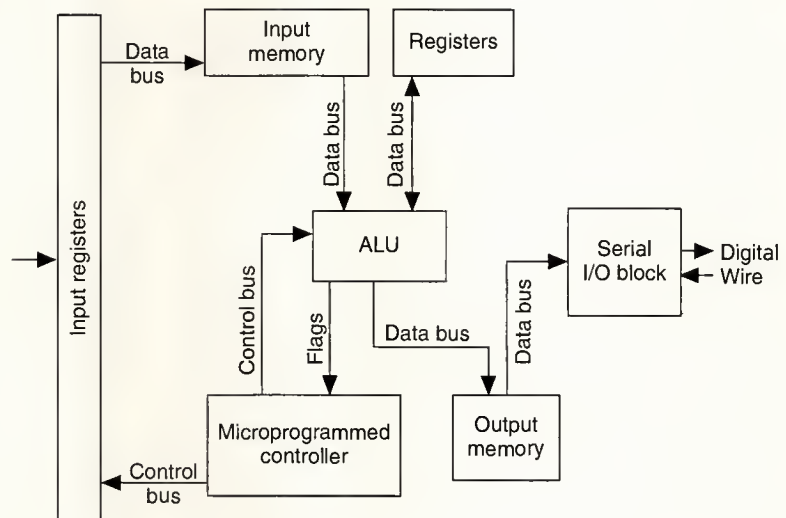 Input
memory
Registers
Data
bus
Data bus
Data bus
Input registers
ALU
Serial
I/O block
Digital
Wire
Control bus
Flags
Data bus
Data bus
Microprogrammed
controller
Output
memory
Control
bus